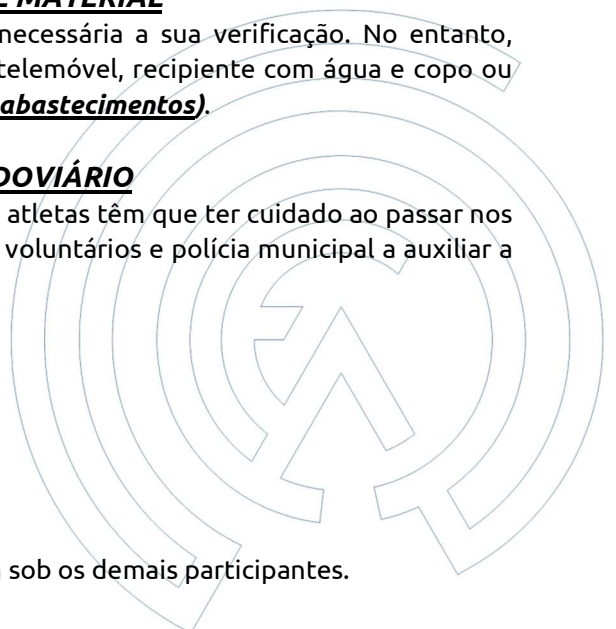 E MATERIAL
necessária a sua verificação. No entanto,
telemóvel, recipiente com água e copo ou
abastecimentos).
DOVIÁRIO
atletas têm que ter cuidado ao passar nos
voluntários e polícia municipal a auxiliar a
sob os demais participantes.